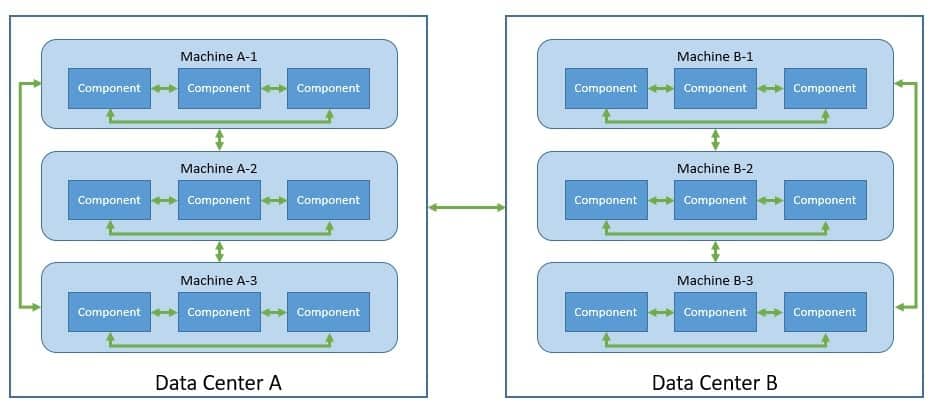 Machine A-1
Component Component Component
Machine A-2
Component Component Component
Machine A-3
Component Component Component
Data Center A
Machine B-1
Component Component Component
Machine B-2
Component Component Component
Machine B-3
Component Component Component
Data Center B